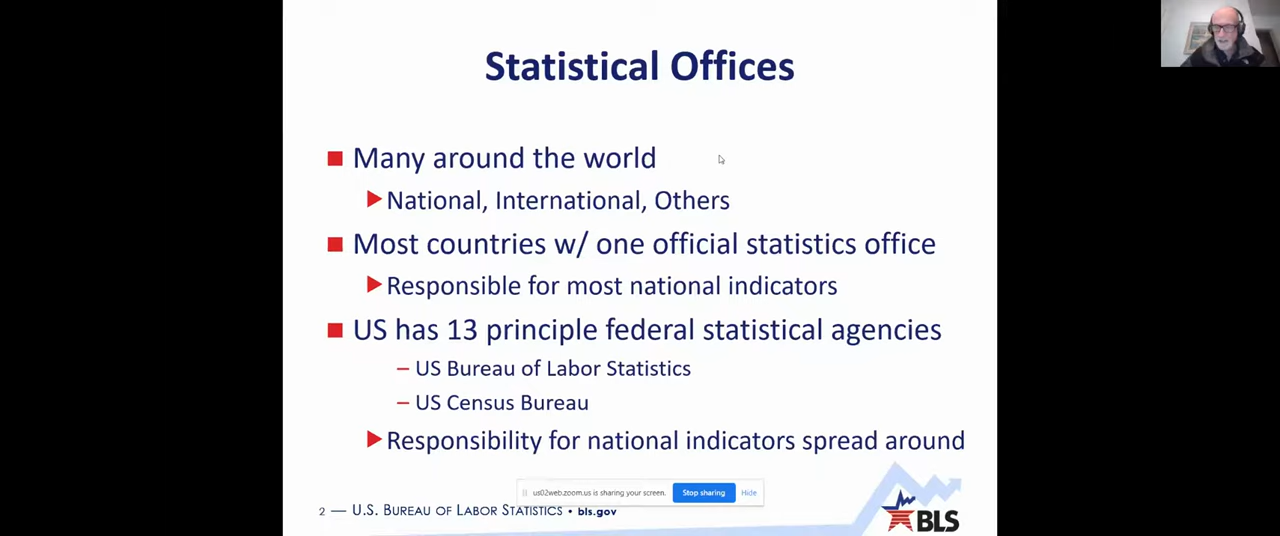 Statistical Offices
Many around the world
National, International, Others
Most countries w/ one official statistics office
Responsible for most national indicators
US has 13 principle federal statistical agencies
– US Bureau of Labor Statistics
– US Census Bureau
Responsibility for national indicators spread around
us02web.zoom.us is sharing your screen. Stop sharing Hide
2 — U.S. BUREAU OF LABOR STATISTICS • bls.gov
BLS